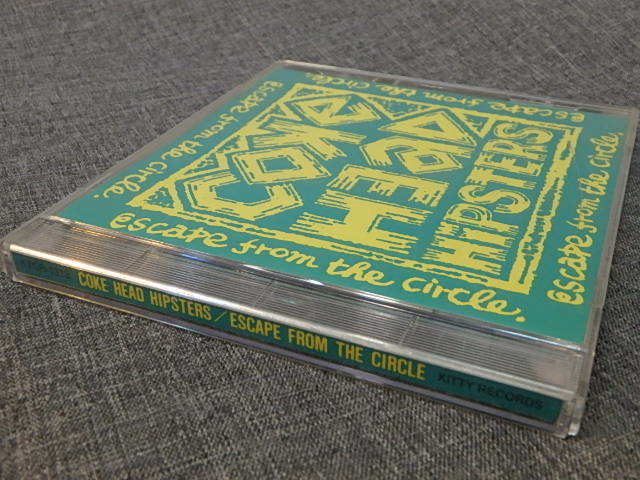 escape from the circle.
escape from the circle.
COKE
HEAD
HIPSTERS
escape from the circle.
escape from the circle.
COKE HEAD HIPSTERS / ESCAPE FROM THE CIRCLE KITTY RECORDS